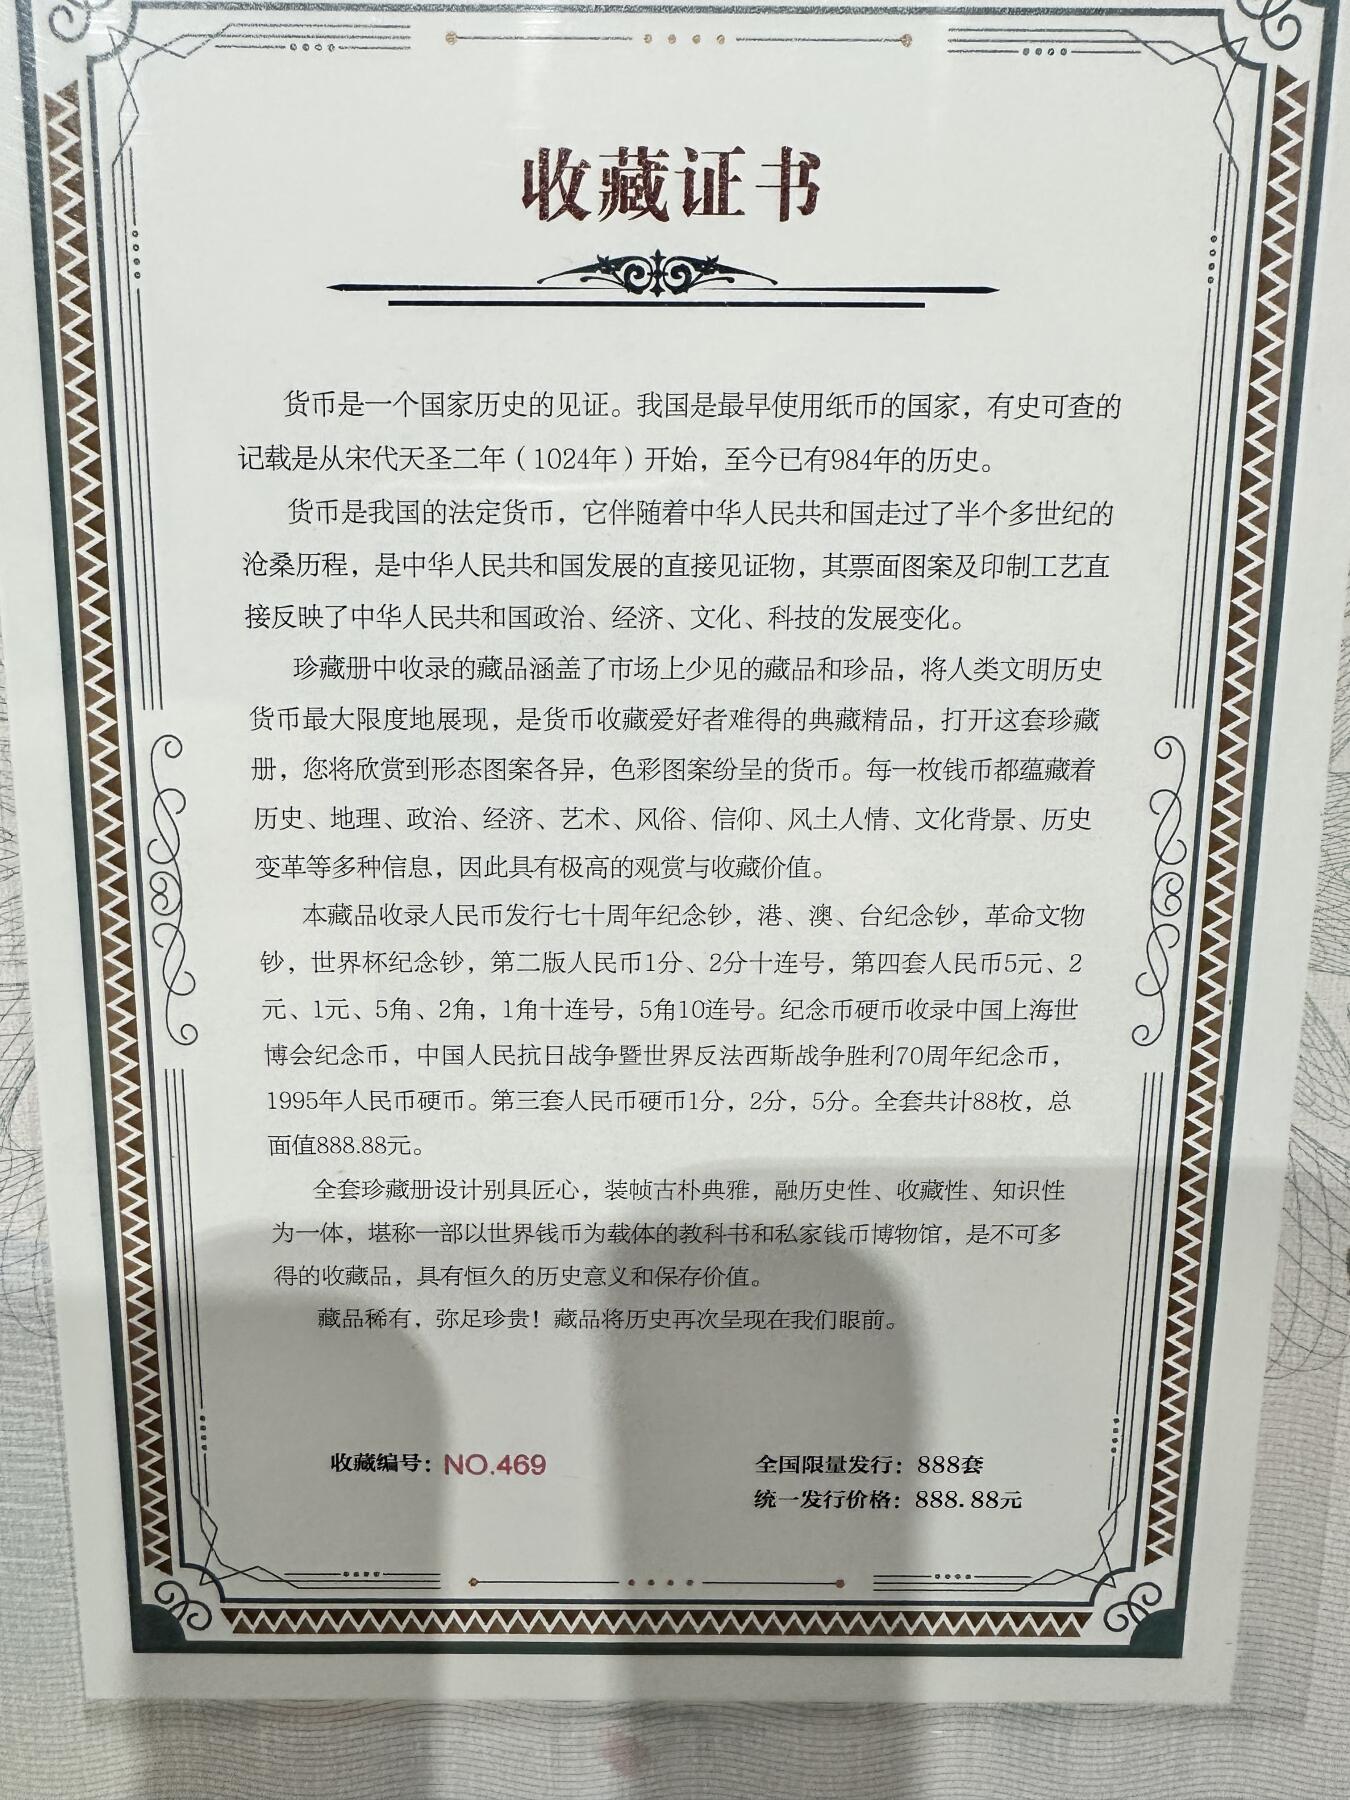 收藏证书
货币是一个国家历史的见证。我国是最早使用纸币的国家，有史可查的
记载是从宋代天圣二年（1024年）开始，至今已有984年的历史。
货币是我国的法定货币，它伴随着中华人民共和国走过了半个多世纪的
沧桑历程，是中华人民共和国发展的直接见证物，其票面图案及印制工艺直
接反映了中华人民共和国政治、经济、文化、科技的发展变化。
珍藏册中收录的藏品涵盖了市场上少见的藏品和珍品，将人类文明历史
货币最大限度地展现，是货币收藏爱好者难得的典藏精品，打开这套珍藏
册，您将欣赏到形态图案各异，色彩图案纷呈的货币。每一枚钱币都蕴藏着
历史、地理、政治、经济、艺术、风俗、信仰、风土人情、文化背景、历史
变革等多种信息，因此具有极高的观赏与收藏价值。
本藏品收录人民币发行七十周年纪念钞，港、澳、台纪念钞，革命文物
钞，世界杯纪念钞，第二版人民币1分、2分十连号，第四套人民币5元、2
元、1元、5角、2角，1角十连号，5角10连号。纪念币硬币收录中国上海世
博会纪念币，中国人民抗日战争暨世界反法西斯战争胜利70周年纪念币，
1995年人民币硬币。第三套人民币硬币1分，2分，5分。全套共计88枚，总
面值888.88元。
全套珍藏册设计别具匠心，装帧古朴典雅，融历史性、收藏性、知识性
为一体，堪称一部以世界钱币为载体的教科书和私家钱币博物馆，是不可多
得的收藏品，具有恒久的历史意义和保存价值。
藏品稀有，弥足珍贵！藏品将历史再次呈现在我们眼前。
收藏编号：NO.469
全国限量发行：888套
统一发行价格：888.88元